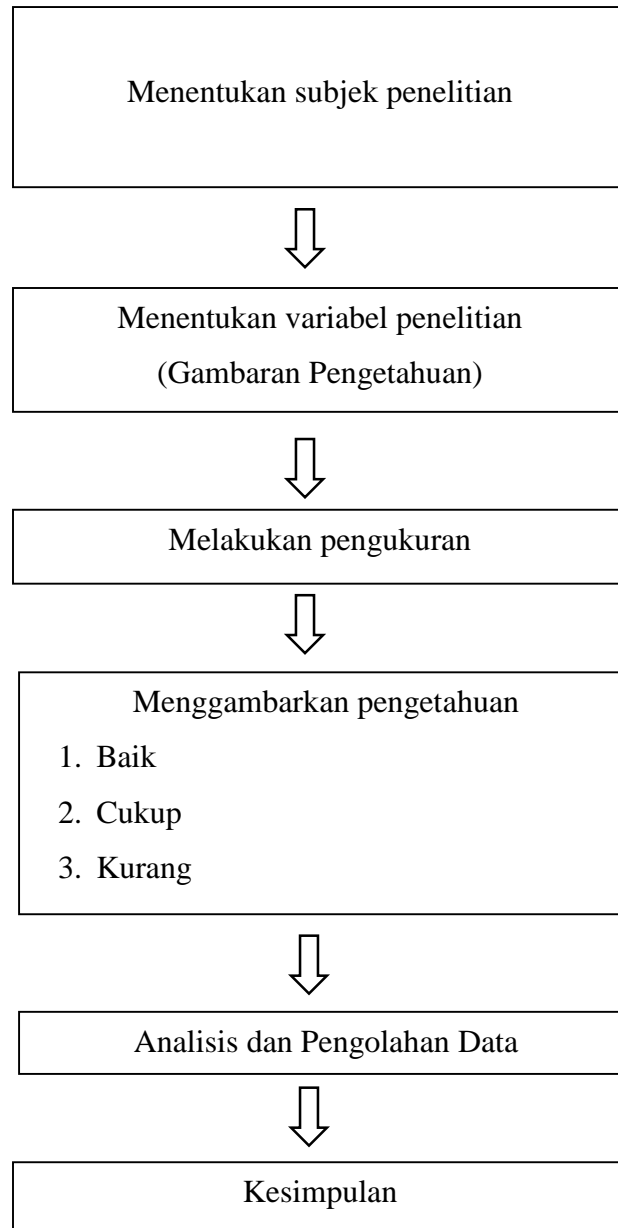 Menentukan subjek penelitian
Menentukan variabel penelitian
(Gambaran Pengetahuan)
Melakukan pengukuran
Menggambarkan pengetahuan
1. Baik
2. Cukup
3. Kurang
Analisis dan Pengolahan Data
Kesimpulan